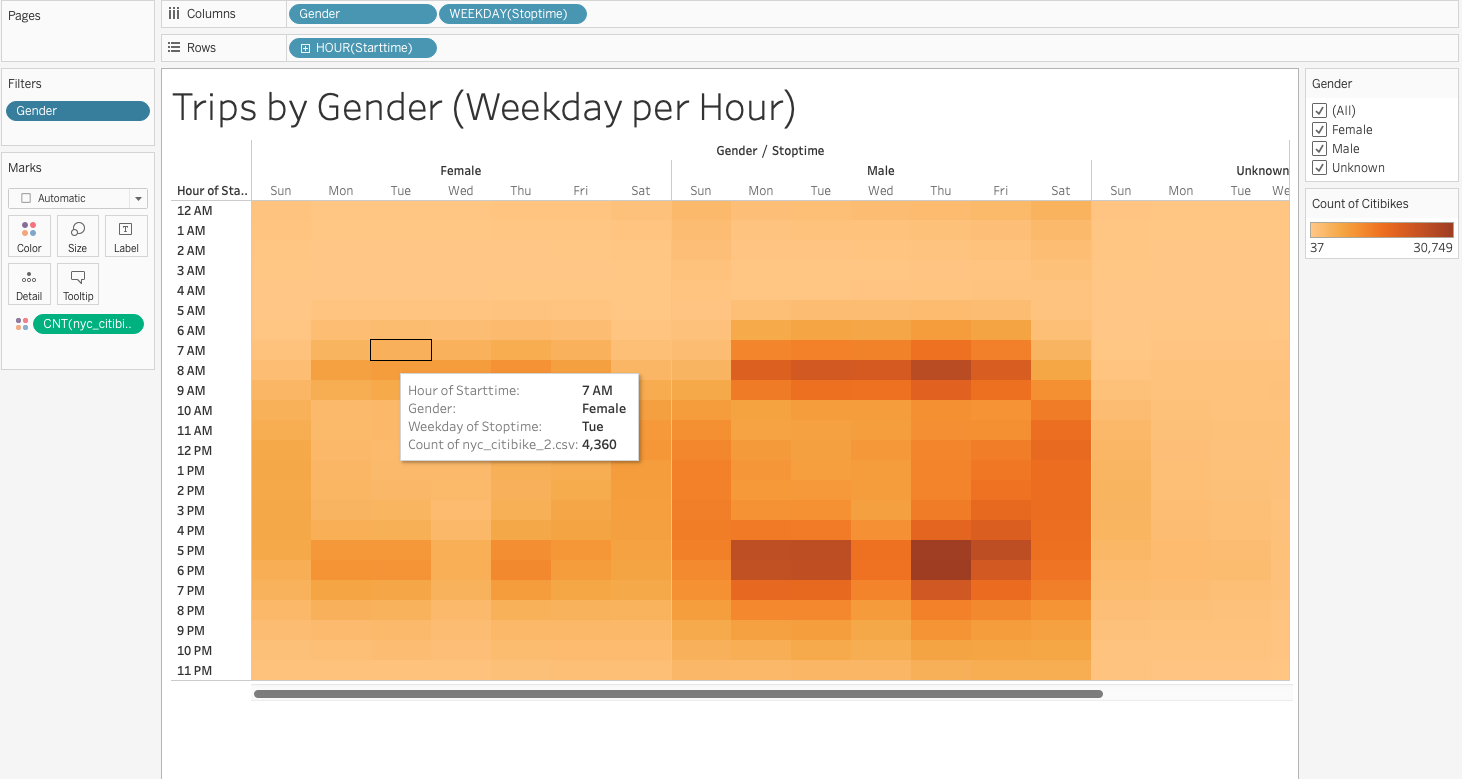 Pages
Columns Gender WEEKDAY(Stoptime)
Rows HOUR(Starttime)
Filters
Gender
Marks
Automatic
Color Size Label
Detail Tooltip
CNT(nyc_citibi..
Trips by Gender (Weekday per Hour)
Gender / Stoptime
Female Male Unknown
Hour of Sta.. Sun Mon Tue Wed Thu Fri Sat Sun Mon Tue Wed Thu Fri Sat Sun Mon Tue We
12 AM
1 AM
2 AM
3 AM
4 AM
5 AM
6 AM
7 AM
8 AM
9 AM
10 AM
11 AM
12 PM
1 PM
2 PM
3 PM
4 PM
5 PM
6 PM
7 PM
8 PM
9 PM
10 PM
11 PM
Hour of Starttime: 7 AM
Gender: Female
Weekday of Stoptime: Tue
Count of nyc_citibike_2.csv: 4,360
Gender
(All)
Female
Male
Unknown
Count of Citibikes
37 30,749